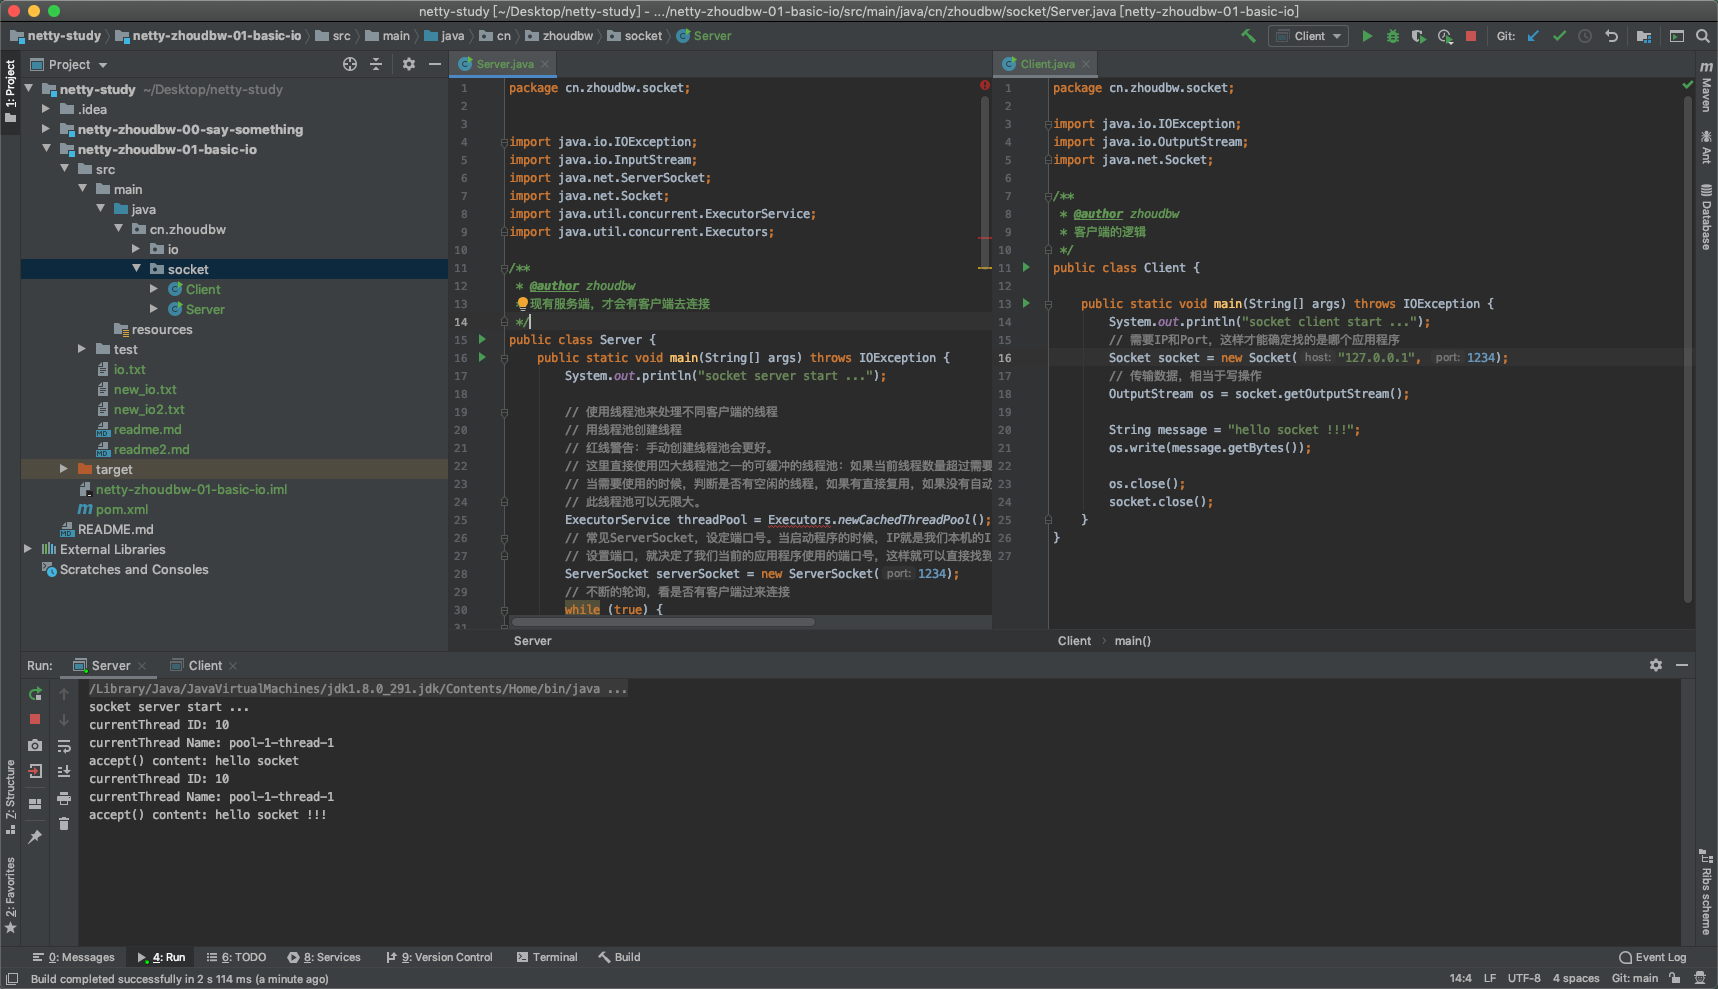 netty-study [~/Desktop/netty-study] - .../netty-zhoudbw-01-basic-io/src/main/java/cn/zhoudbw/socket/Server.java [netty-zhoudbw-01-basic-io]
netty-study netty-zhoudbw-01-basic-io src main java cn zhoudbw socket Server
Client
Git:
1: Project
Project
netty-study ~/Desktop/netty-study
.idea
netty-zhoudbw-00-say-something
netty-zhoudbw-01-basic-io
src
main
java
cn.zhoudbw
io
socket
Client
Server
resources
test
io.txt
new_io.txt
new_io2.txt
readme.md
readme2.md
target
netty-zhoudbw-01-basic-io.iml
pom.xml
README.md
External Libraries
Scratches and Consoles
Server.java
1 package cn.zhoudbw.socket;
2
3
4 import java.io.IOException;
5 import java.io.InputStream;
6 import java.net.ServerSocket;
7 import java.net.Socket;
8 import java.util.concurrent.ExecutorService;
9 import java.util.concurrent.Executors;
10
11 /**
12 * @author zhoudbw
13 现有服务端，才会有客户端去连接
14 */
15 public class Server {
16 public static void main(String[] args) throws IOException {
17 System.out.println("socket server start ...");
18
19 // 使用线程池来处理不同客户端的线程
20 // 用线程池创建线程
21 // 红线警告：手动创建线程池会更好。
22 // 这里直接使用四大线程池之一的可缓冲的线程池：如果当前线程数量超过需要
23 // 当需要使用的时候，判断是否有空闲的线程，如果有直接复用，如果没有自动
24 // 此线程池可以无限大。
25 ExecutorService threadPool = Executors.newCachedThreadPool();
26 // 常见ServerSocket，设定端口号。当启动程序的时候，IP就是我们本机的I
27 // 设置端口，就决定了我们当前的应用程序使用的端口号，这样就可以直接找到
28 ServerSocket serverSocket = new ServerSocket( port: 1234);
29 // 不断的轮询，看是否有客户端过来连接
30 while (true) {
31
Server
Client.java
1 package cn.zhoudbw.socket;
2
3 import java.io.IOException;
4 import java.io.OutputStream;
5 import java.net.Socket;
6
7 /**
8 * @author zhoudbw
9 * 客户端的逻辑
10 */
11 public class Client {
12
13 public static void main(String[] args) throws IOException {
14 System.out.println("socket client start ...");
15 // 需要IP和Port，这样才能确定找的是哪个应用程序
16 Socket socket = new Socket( host: "127.0.0.1", port: 1234);
17 // 传输数据，相当于写操作
18 OutputStream os = socket.getOutputStream();
19
20 String message = "hello socket !!!";
21 os.write(message.getBytes());
22
23 os.close();
24 socket.close();
25 }
26 }
27
Client main()
Maven
Ant
Database
Ribs scheme
Run: Server Client
/Library/Java/JavaVirtualMachines/jdk1.8.0_291.jdk/Contents/Home/bin/java ...
socket server start ...
currentThread ID: 10
currentThread Name: pool-1-thread-1
accept() content: hello socket
currentThread ID: 10
currentThread Name: pool-1-thread-1
accept() content: hello socket !!!
Z: Structure
2: Favorites
0: Messages 4: Run 6: TODO 8: Services 9: Version Control Terminal Build Event Log
Build completed successfully in 2 s 114 ms (a minute ago)
14:4 LF UTF-8 4 spaces Git: main